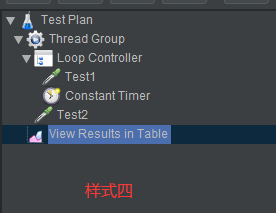 Test Plan
Thread Group
Loop Controller
Test1
Constant Timer
Test2
View Results in Table
样式四